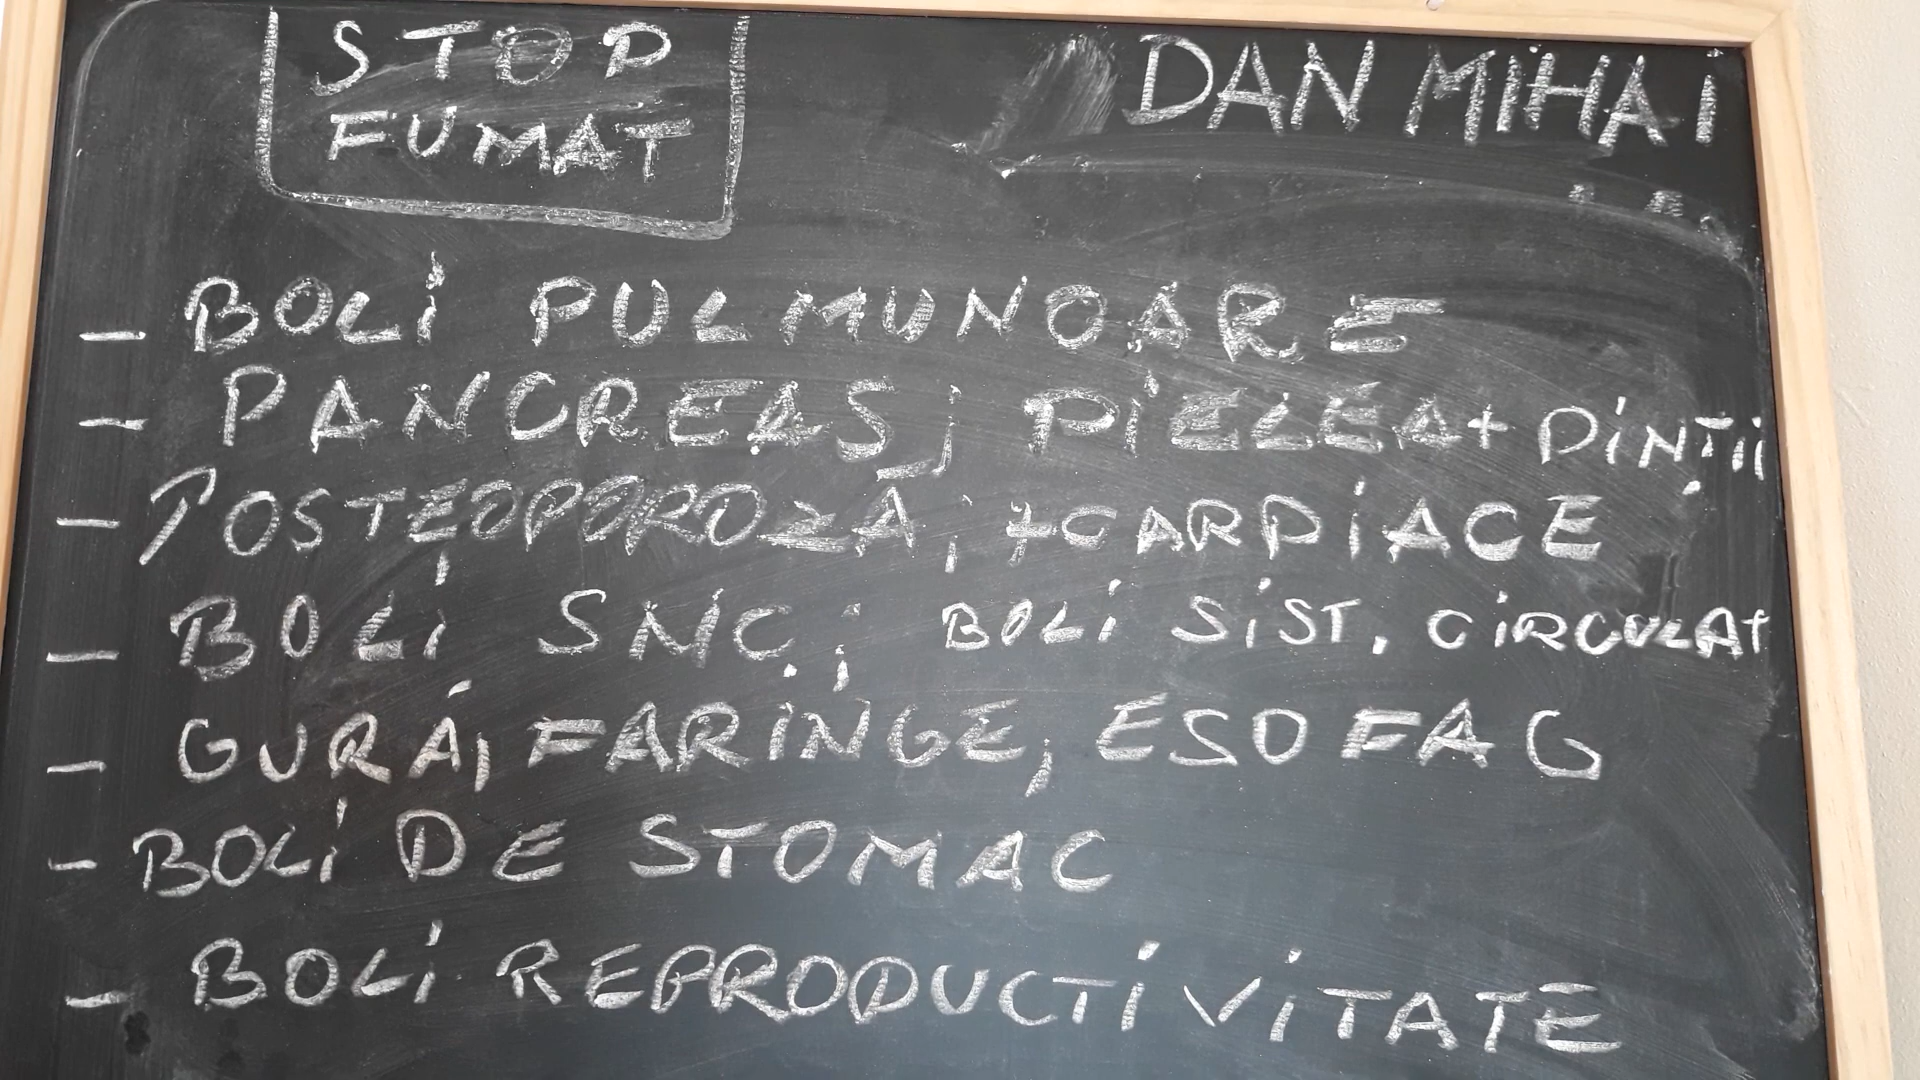 STOP
FUMAT
DAN MIHAI
- BOLI PULMUNOARE
- PANCREAS; PIELEA + DINȚII
- ↑ OSTEOPOROZĂ; + CARDIACE
- BOLI SNC.; BOLI SIST. CIRCULAT
- GURĂ, FARINGE, ESOFAG
- BOLI DE STOMAC
- BOLI REPRODUCTIVITATE